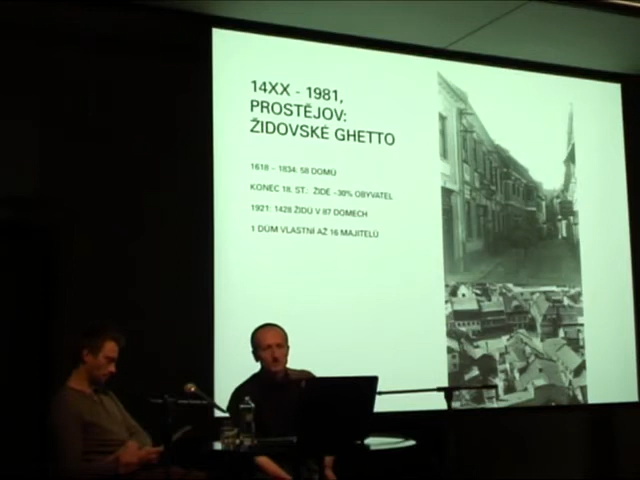 14XX - 1981,
PROSTĚJOV:
ŽIDOVSKÉ GHETTO
1618 – 1834: 58 DOMŮ
KONEC 18. ST.: ŽIDÉ ~30% OBYVATEL
1921: 1428 ŽIDŮ V 87 DOMECH
1 DŮM VLASTNÍ AŽ 16 MAJITELŮ